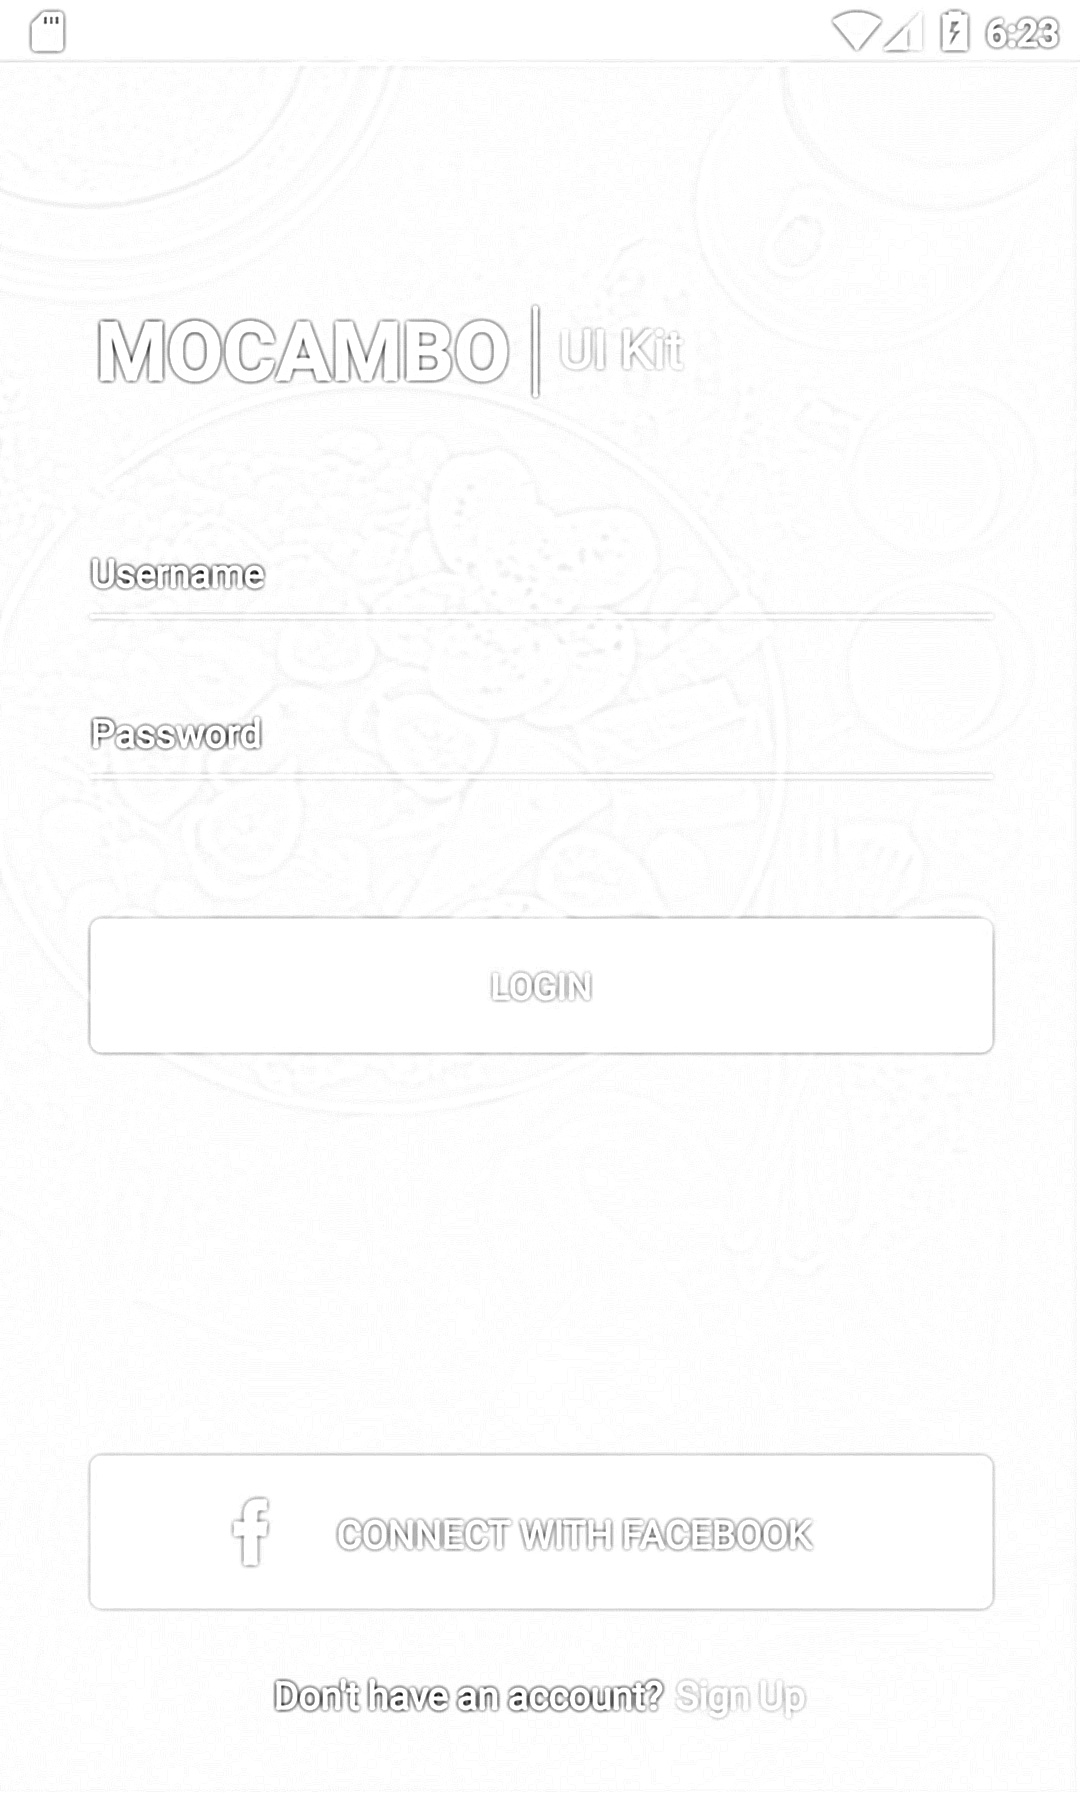 6:23
MOCAMBO | UI Kit
Username
Password
LOGIN
CONNECT WITH FACEBOOK
Don't have an account? Sign Up